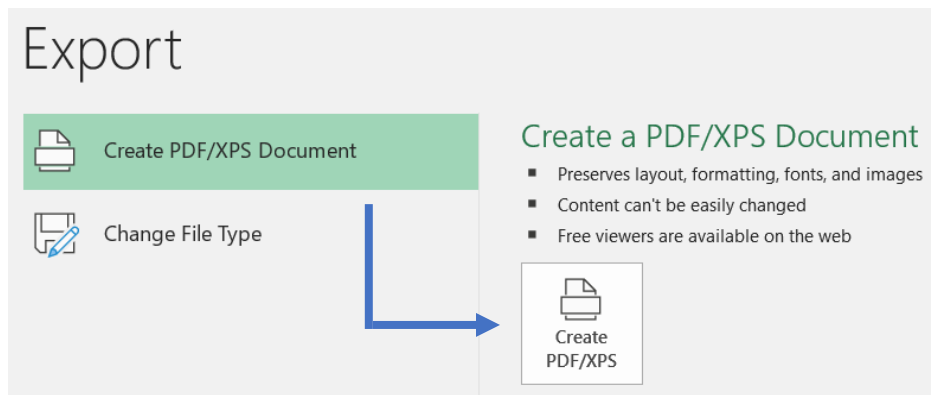 Export
Create PDF/XPS Document
Change File Type
Create a PDF/XPS Document
Preserves layout, formatting, fonts, and images
Content can't be easily changed
Free viewers are available on the web
Create
PDF/XPS